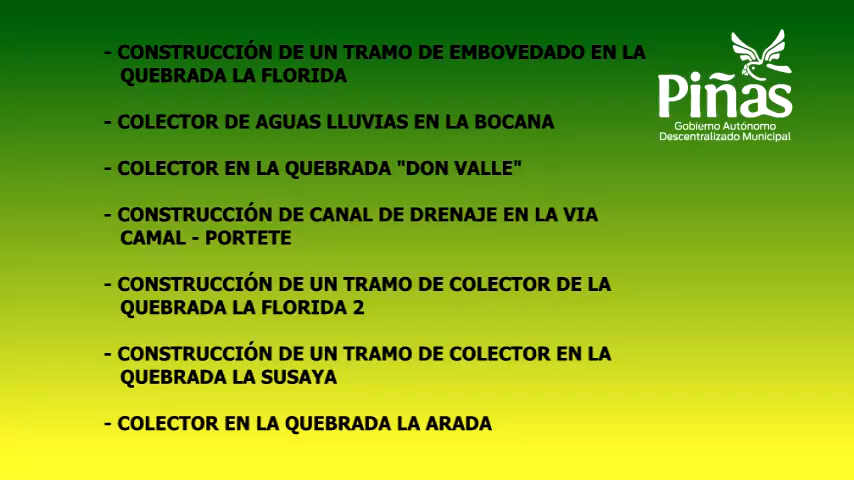 - CONSTRUCCIÓN DE UN TRAMO DE EMBOVEDADO EN LA
QUEBRADA LA FLORIDA
- COLECTOR DE AGUAS LLUVIAS EN LA BOCANA
- COLECTOR EN LA QUEBRADA "DON VALLE"
- CONSTRUCCIÓN DE CANAL DE DRENAJE EN LA VIA
CAMAL - PORTETE
- CONSTRUCCIÓN DE UN TRAMO DE COLECTOR DE LA
QUEBRADA LA FLORIDA 2
- CONSTRUCCIÓN DE UN TRAMO DE COLECTOR EN LA
QUEBRADA LA SUSAYA
- COLECTOR EN LA QUEBRADA LA ARADA
Piñas
Gobierno Autónomo
Descentralizado Municipal